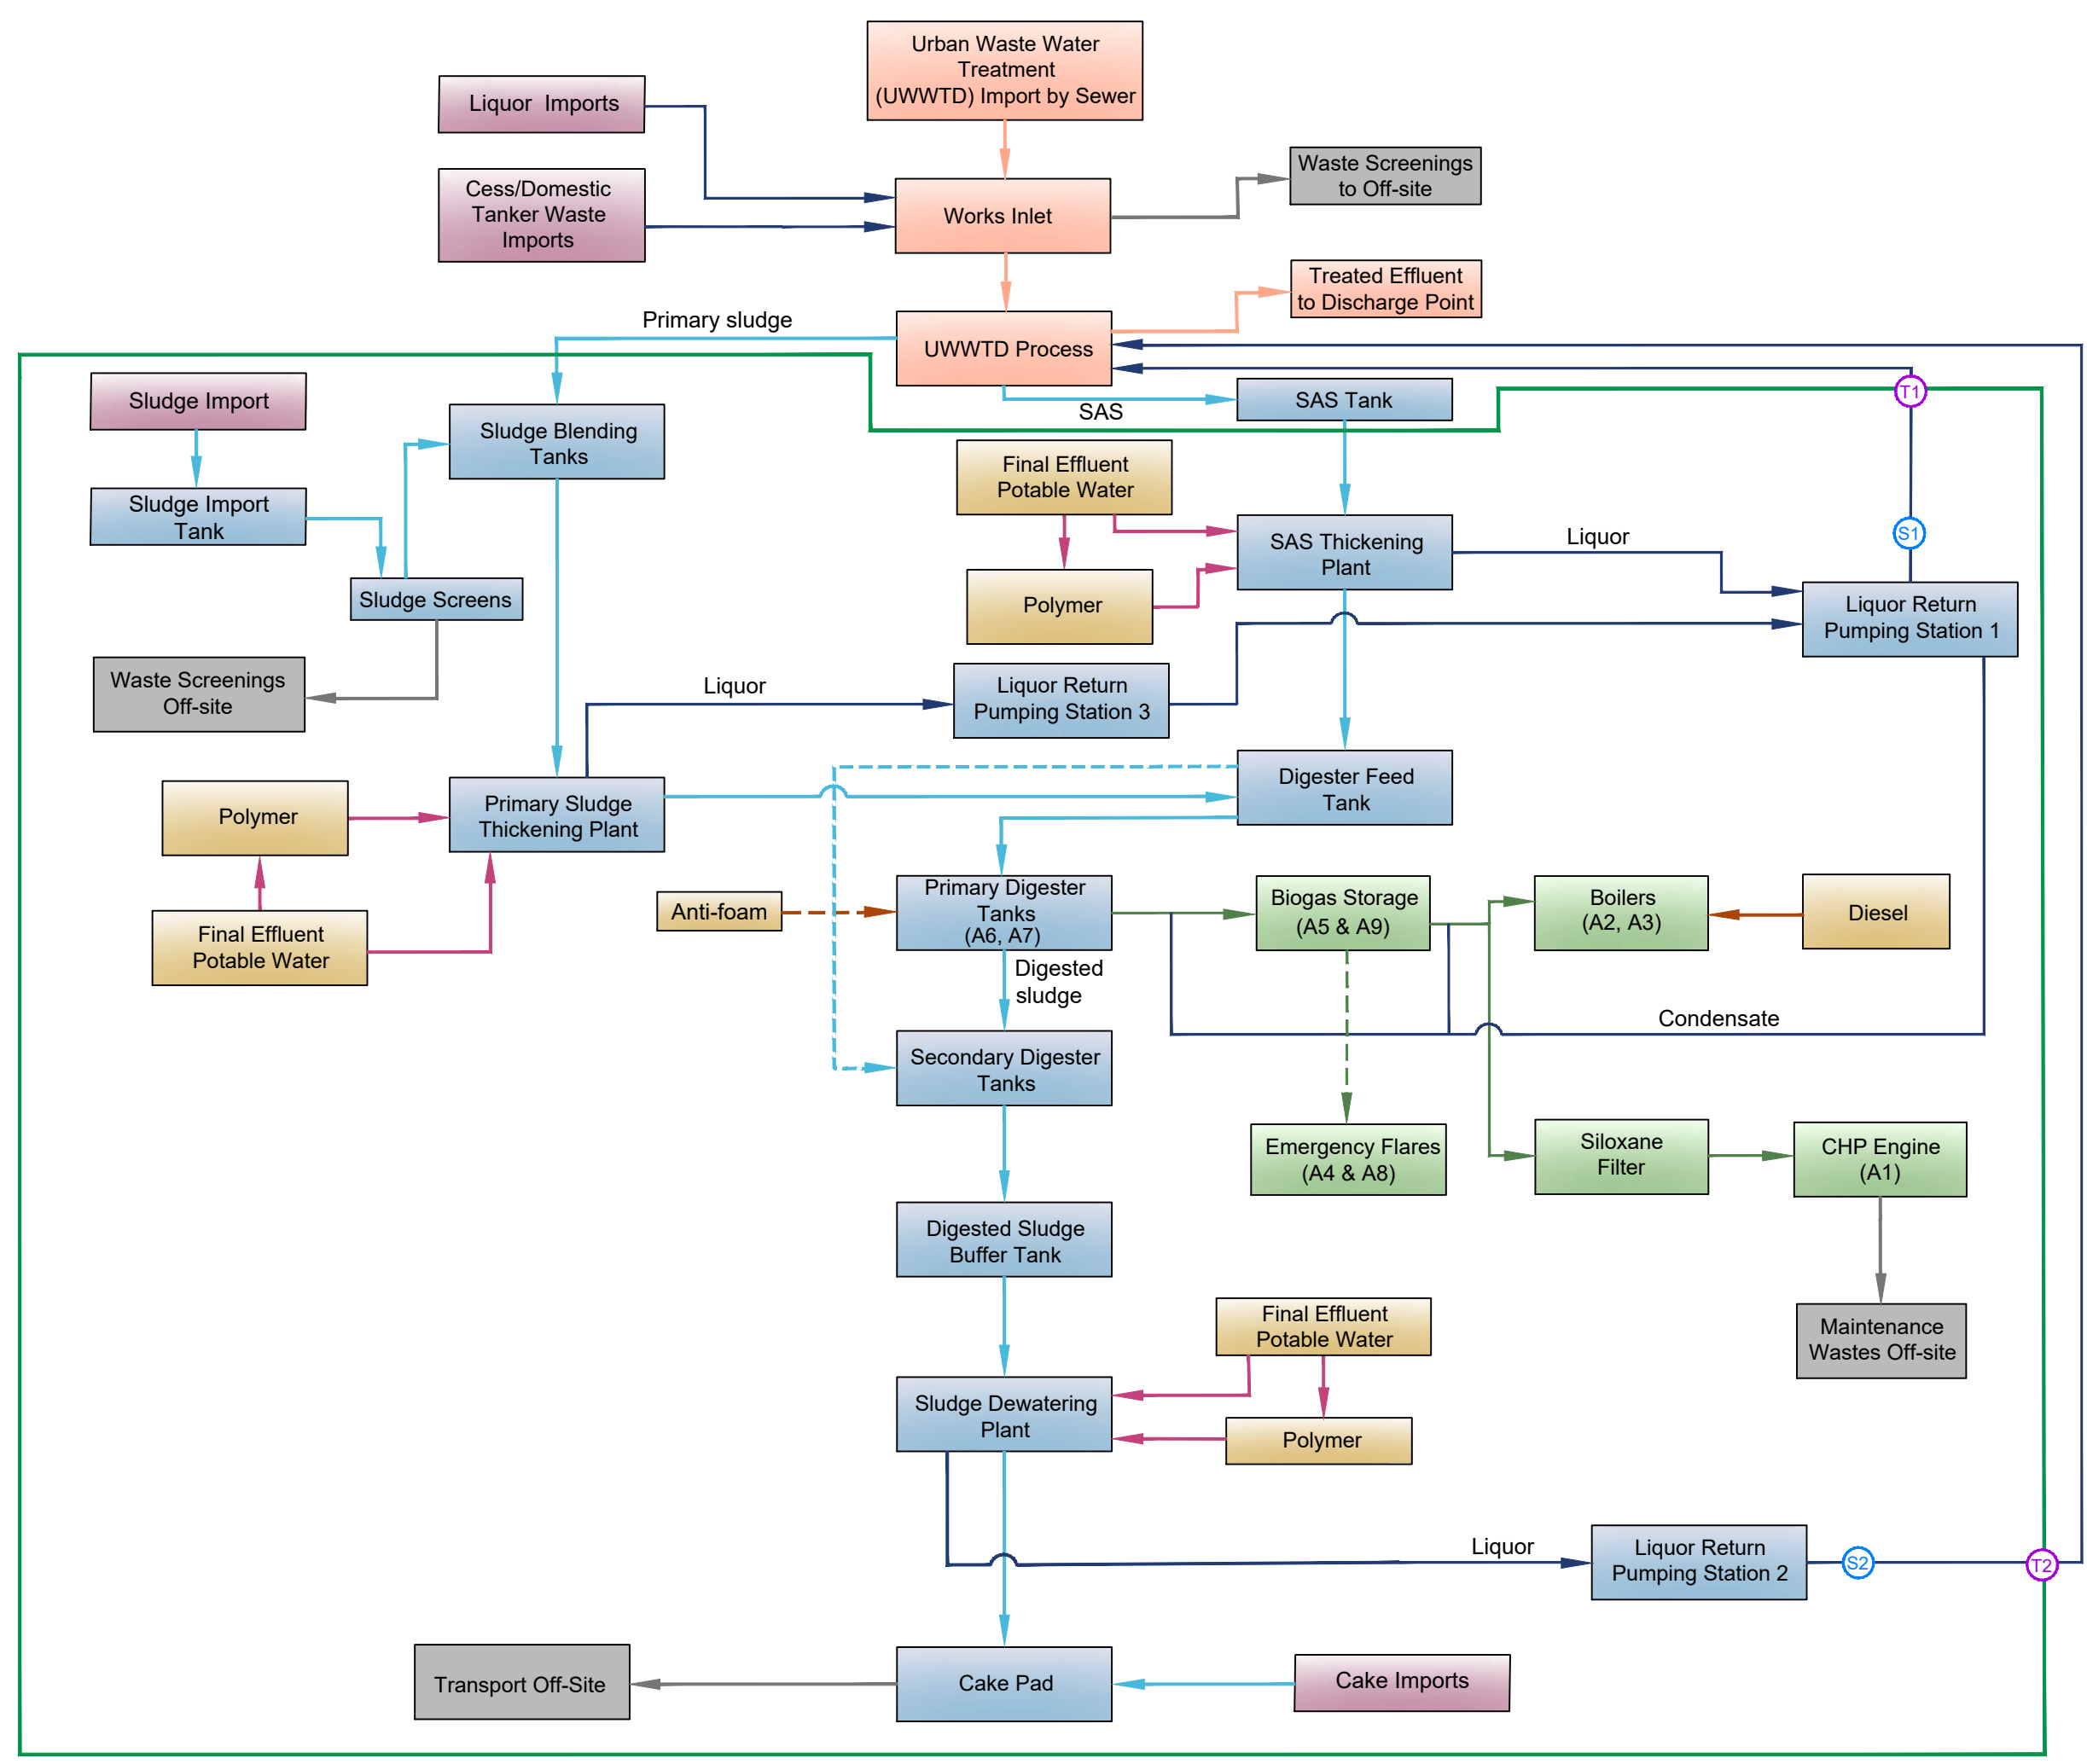 Urban Waste Water
Treatment
(UWWTD) Import by Sewer
Liquor Imports
Cess/Domestic
Tanker Waste
Imports
Works Inlet
Waste Screenings
to Off-site
Treated Effluent
to Discharge Point
Primary sludge
UWWTD Process
SAS
SAS Tank
T1
Sludge Import
Sludge Blending
Tanks
Final Effluent
Potable Water
Sludge Import
Tank
SAS Thickening
Plant
Liquor
S1
Sludge Screens
Polymer
Liquor Return
Pumping Station 1
Waste Screenings
Off-site
Liquor
Liquor Return
Pumping Station 3
Digester Feed
Tank
Polymer
Primary Sludge
Thickening Plant
Final Effluent
Potable Water
Anti-foam
Primary Digester
Tanks
(A6, A7)
Biogas Storage
(A5 & A9)
Boilers
(A2, A3)
Diesel
Digested
sludge
Condensate
Secondary Digester
Tanks
Emergency Flares
(A4 & A8)
Siloxane
Filter
CHP Engine
(A1)
Digested Sludge
Buffer Tank
Final Effluent
Potable Water
Maintenance
Wastes Off-site
Sludge Dewatering
Plant
Polymer
Liquor
Liquor Return
Pumping Station 2
S2
T2
Transport Off-Site
Cake Pad
Cake Imports